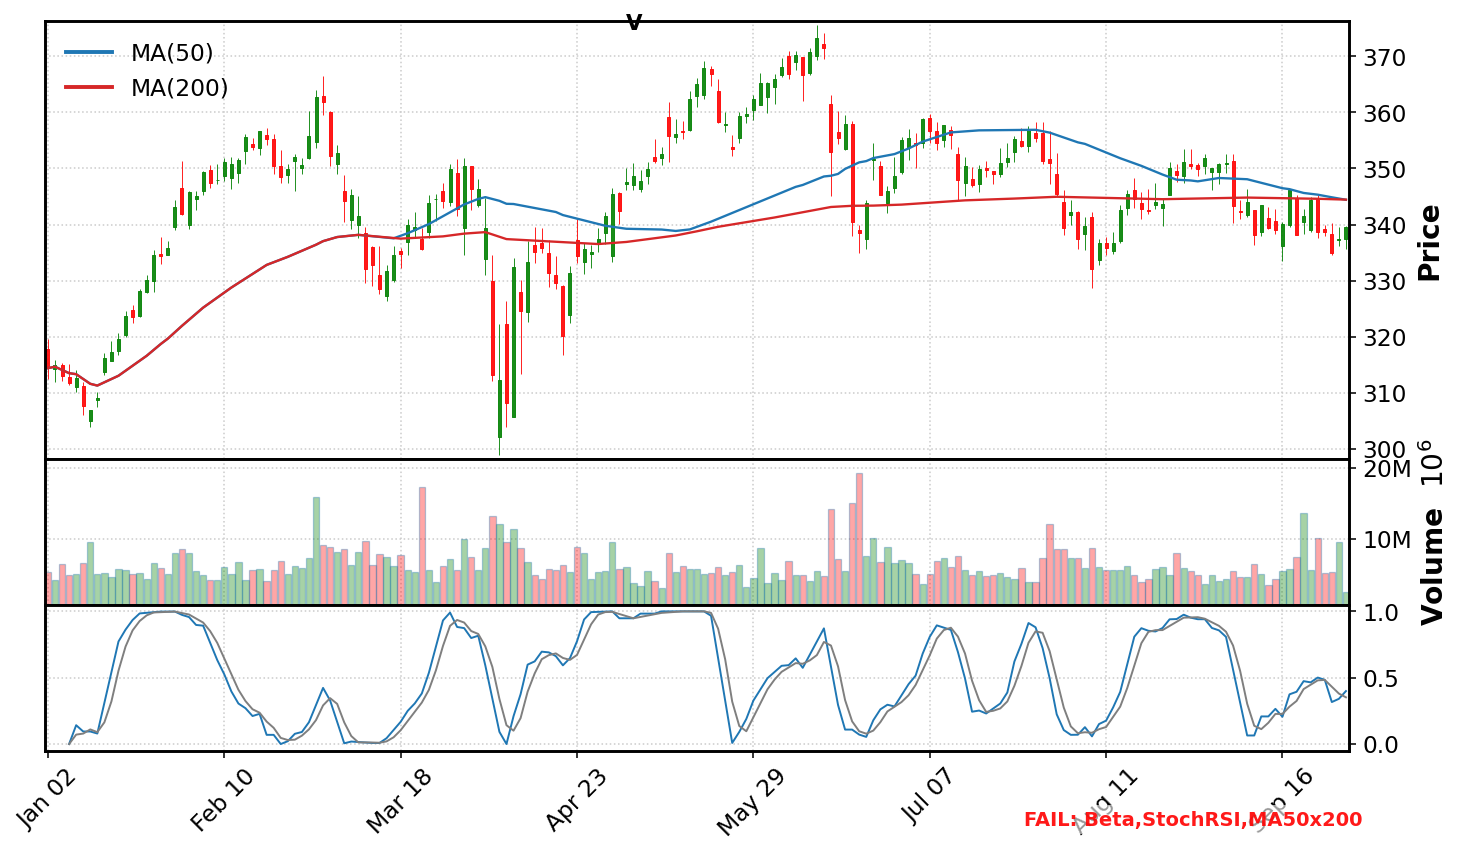 V
MA(50)
MA(200)
370
360
350
340
330
320
310
300
Price
20M
10M
Volume 10^6
1.0
0.5
0.0
Jan 02
Feb 10
Mar 18
Apr 23
May 29
Jul 07
Aug 11
Sep 16
FAIL: Beta,StochRSI,MA50x200